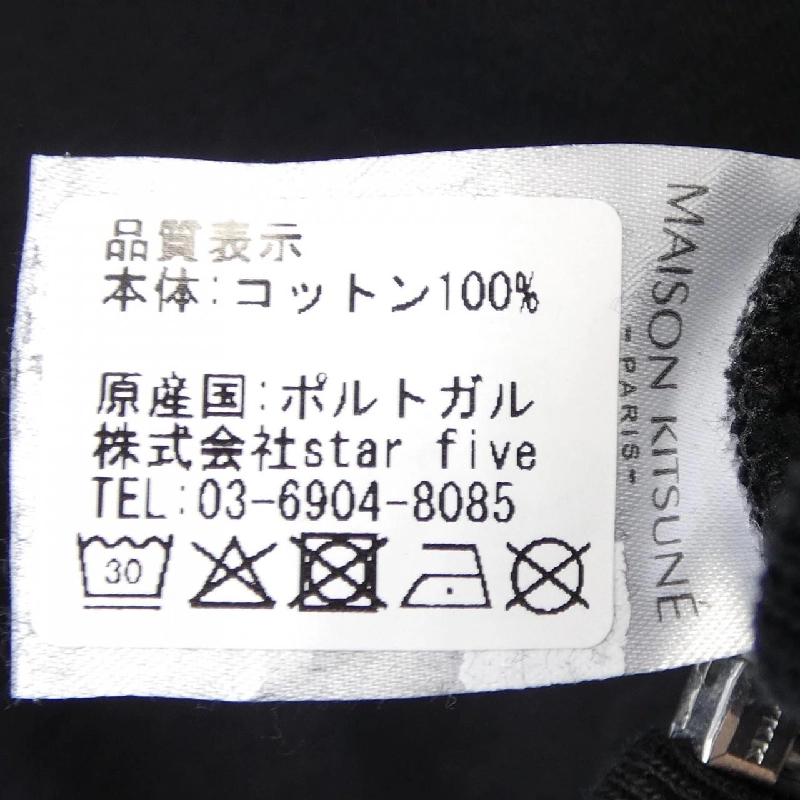 品質表示
本体:コットン100%
原産国:ポルトガル
株式会社star five
TEL:03-6904-8085
30
MAISON KITSUNÉ
-PARIS-